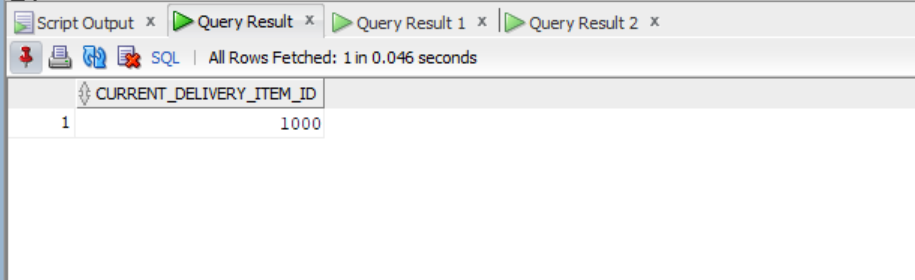 Script Output x Query Result x Query Result 1 x Query Result 2 x
SQL | All Rows Fetched: 1 in 0.046 seconds
CURRENT_DELIVERY_ITEM_ID
1 1000